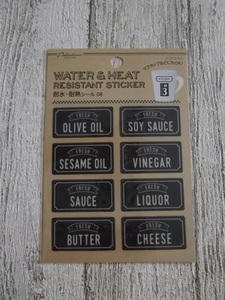 WATER & HEAT
RESISTANT STICKER
耐水・耐熱シール 08
FRESH
OLIVE OIL
FRESH
SOY SAUCE
FRESH
SESAME OIL
FRESH
VINEGAR
FRESH
SAUCE
FRESH
LIQUOR
FRESH
BUTTER
FRESH
CHEESE